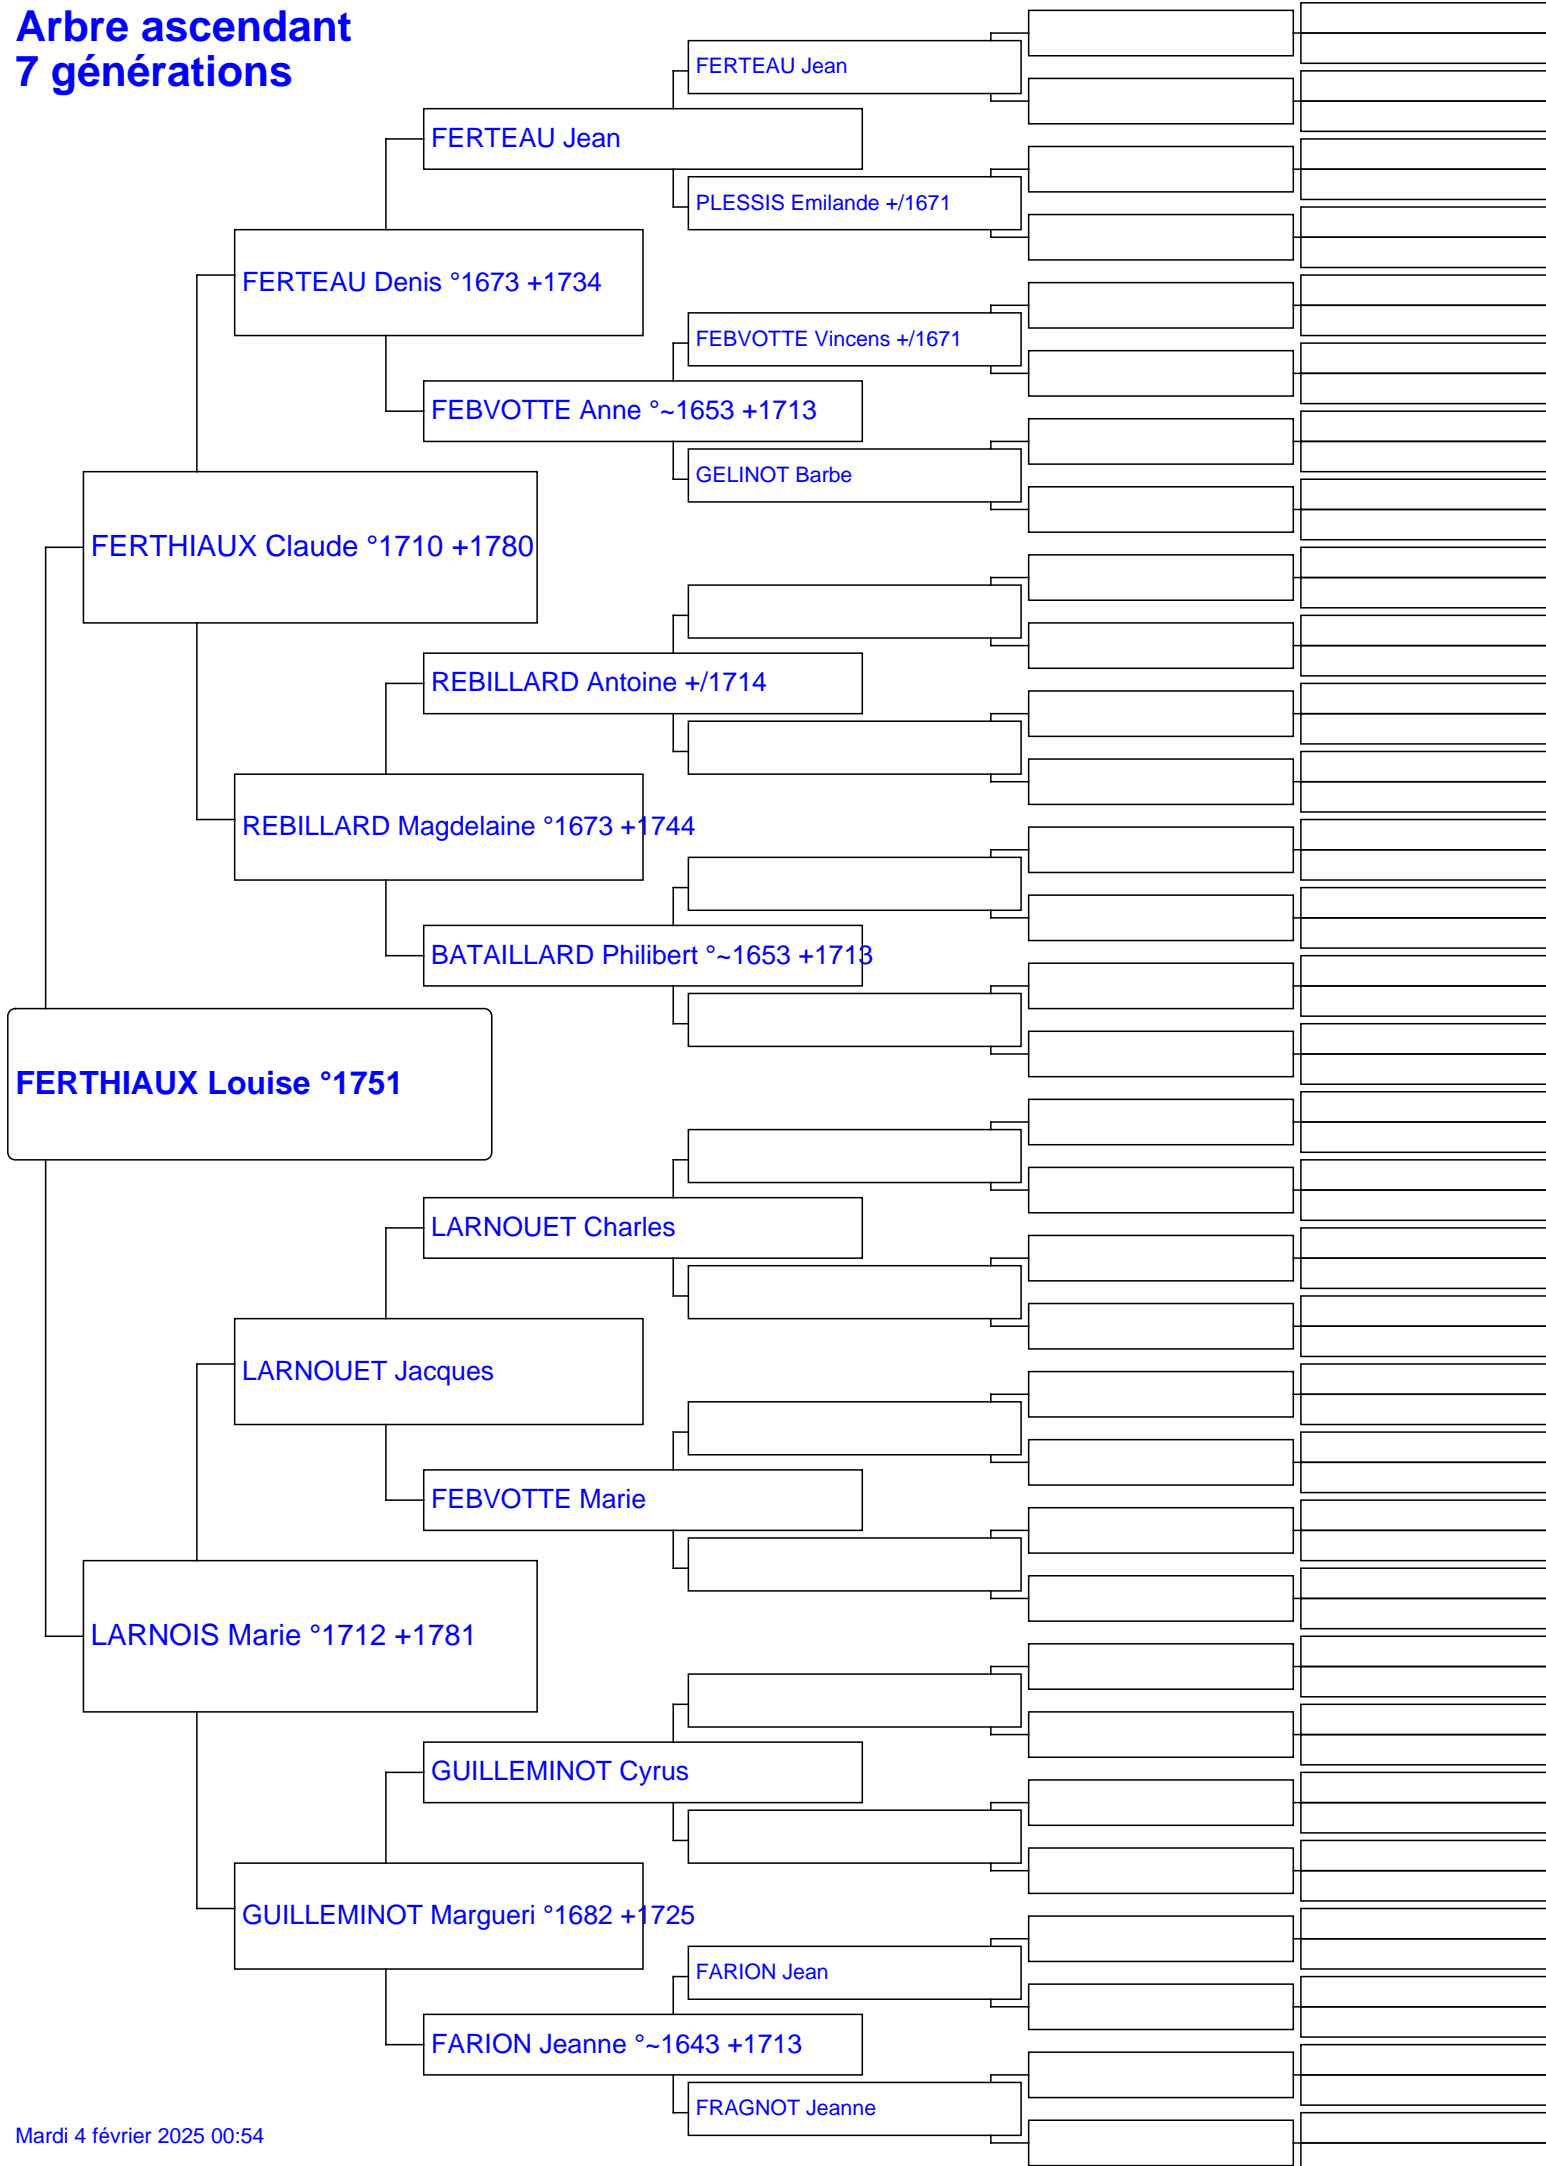 Arbre ascendant
7 générations
FERTEAU Jean
FERTEAU Jean
PLESSIS Emilande +/1671
FERTEAU Denis °1673 +1734
FEBVOTTE Vincens +/1671
FEBVOTTE Anne °~1653 +1713
GELINOT Barbe
FERTHIAUX Claude °1710 +1780
REBILLARD Antoine +/1714
REBILLARD Magdelaine °1673 +1744
BATAILLARD Philibert °~1653 +1713
FERTHIAUX Louise °1751
LARNOUET Charles
LARNOUET Jacques
FEBVOTTE Marie
LARNOIS Marie °1712 +1781
GUILLEMINOT Cyrus
GUILLEMINOT Margueri °1682 +1725
FARION Jean
FARION Jeanne °~1643 +1713
FRAGNOT Jeanne
Mardi 4 février 2025 00:54